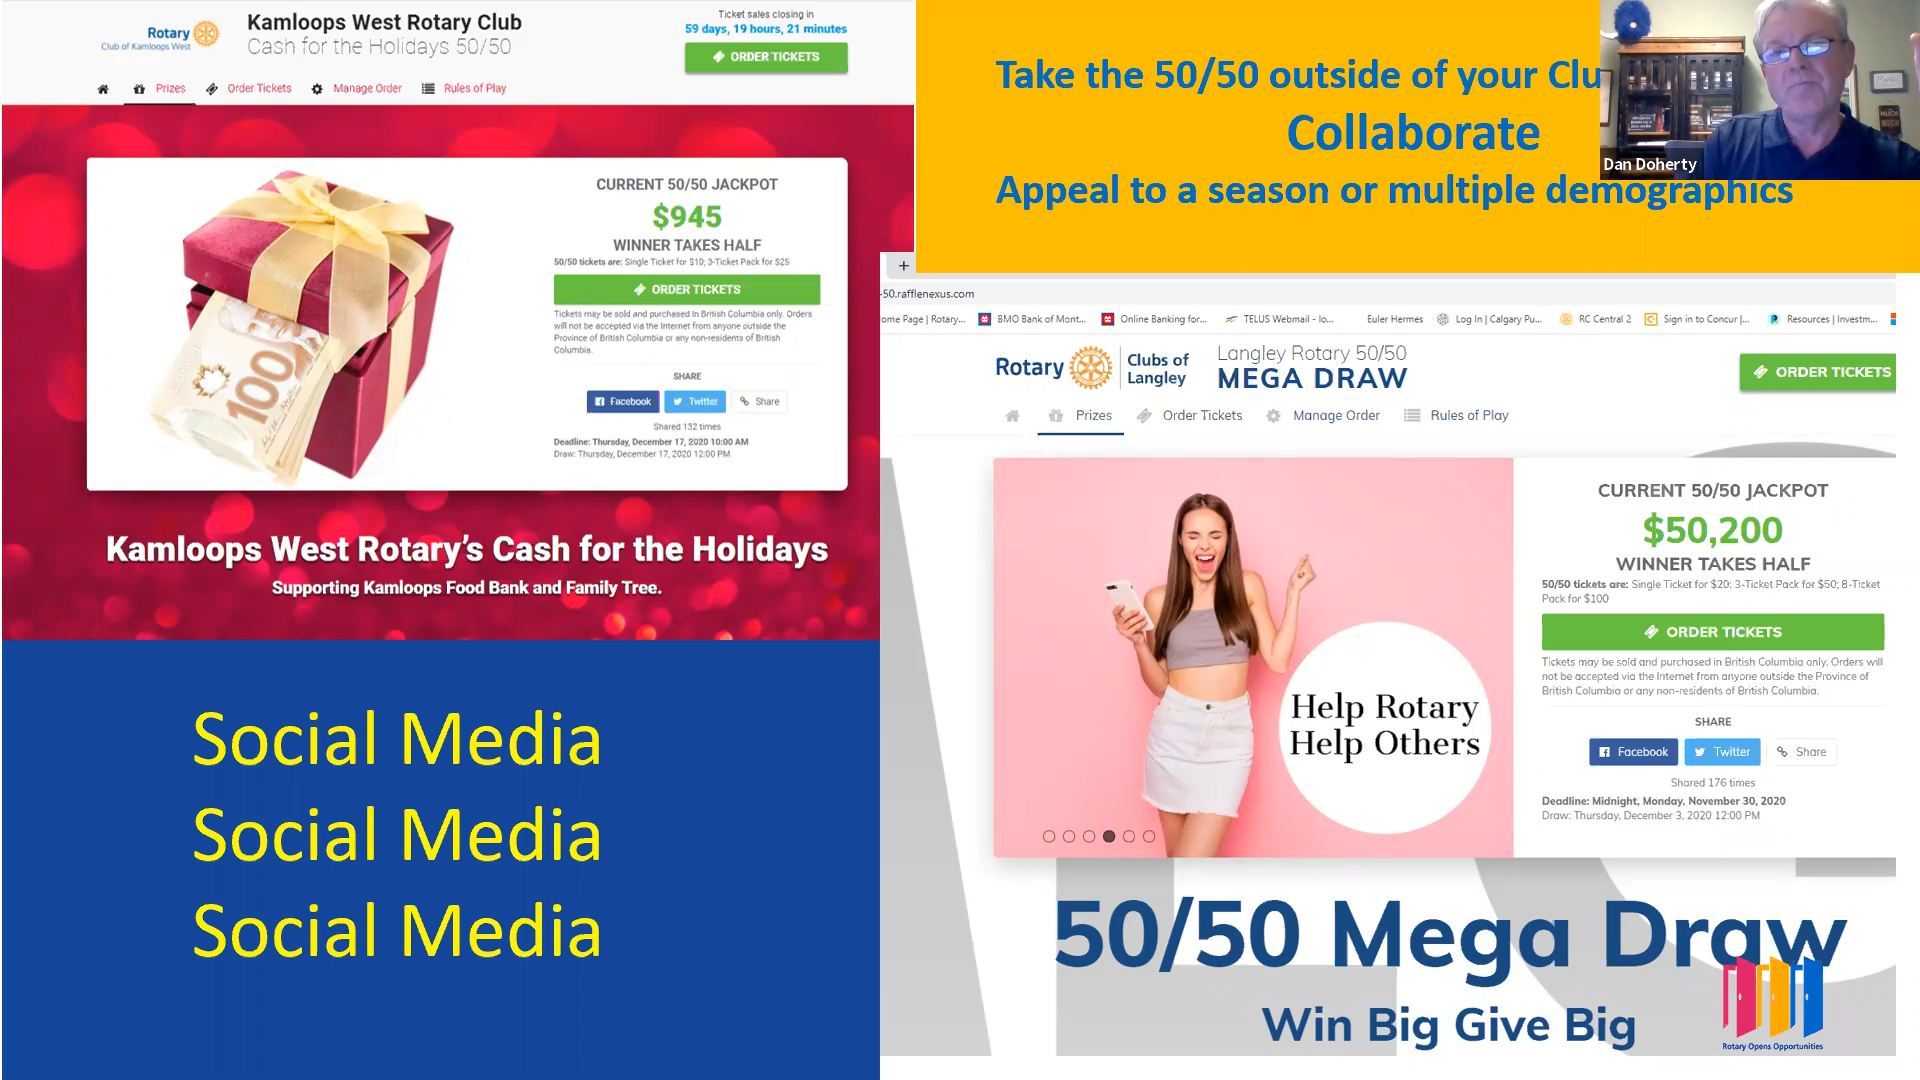 Rotary
Club of Kamloops West
Kamloops West Rotary Club
Cash for the Holidays 50/50
Ticket sales closing in
59 days, 19 hours, 21 minutes
ORDER TICKETS
Prizes
Order Tickets
Manage Order
Rules of Play
CURRENT 50/50 JACKPOT
$945
WINNER TAKES HALF
50/50 tickets are: Single Ticket for $10; 3-Ticket Pack for $25
ORDER TICKETS
Tickets may be sold and purchased in British Columbia only. Orders
will not be accepted via the Internet from anyone outside the
Province of British Columbia or any non-residents of British
Columbia.
SHARE
Facebook
Twitter
Share
Shared 132 times
Deadline: Thursday, December 17, 2020 10:00 AM
Draw: Thursday, December 17, 2020 12:00 PM
100
Kamloops West Rotary's Cash for the Holidays
Supporting Kamloops Food Bank and Family Tree.
Social Media
Social Media
Social Media
Take the 50/50 outside of your Clu
Collaborate
Appeal to a season or multiple demographics
Dan Doherty
-50.rafflenexus.com
ome Page | Rotary...
BMO Bank of Mont...
Online Banking for...
TELUS Webmail - lo...
Euler Hermes
Log In | Calgary Pu...
RC Central 2
Sign in to Concur |...
Resources | Investm...
Rotary
Clubs of
Langley
Langley Rotary 50/50
MEGA DRAW
ORDER TICKETS
Prizes
Order Tickets
Manage Order
Rules of Play
Help Rotary
Help Others
CURRENT 50/50 JACKPOT
$50,200
WINNER TAKES HALF
50/50 tickets are: Single Ticket for $20; 3-Ticket Pack for $50; 8-Ticket
Pack for $100
ORDER TICKETS
Tickets may be sold and purchased in British Columbia only. Orders will
not be accepted via the Internet from anyone outside the Province of
British Columbia or any non-residents of British Columbia.
SHARE
Facebook
Twitter
Share
Shared 176 times
Deadline: Midnight, Monday, November 30, 2020
Draw: Thursday, December 3, 2020 12:00 PM
50/50 Mega Draw
Win Big Give Big
Rotary Opens Opportunities